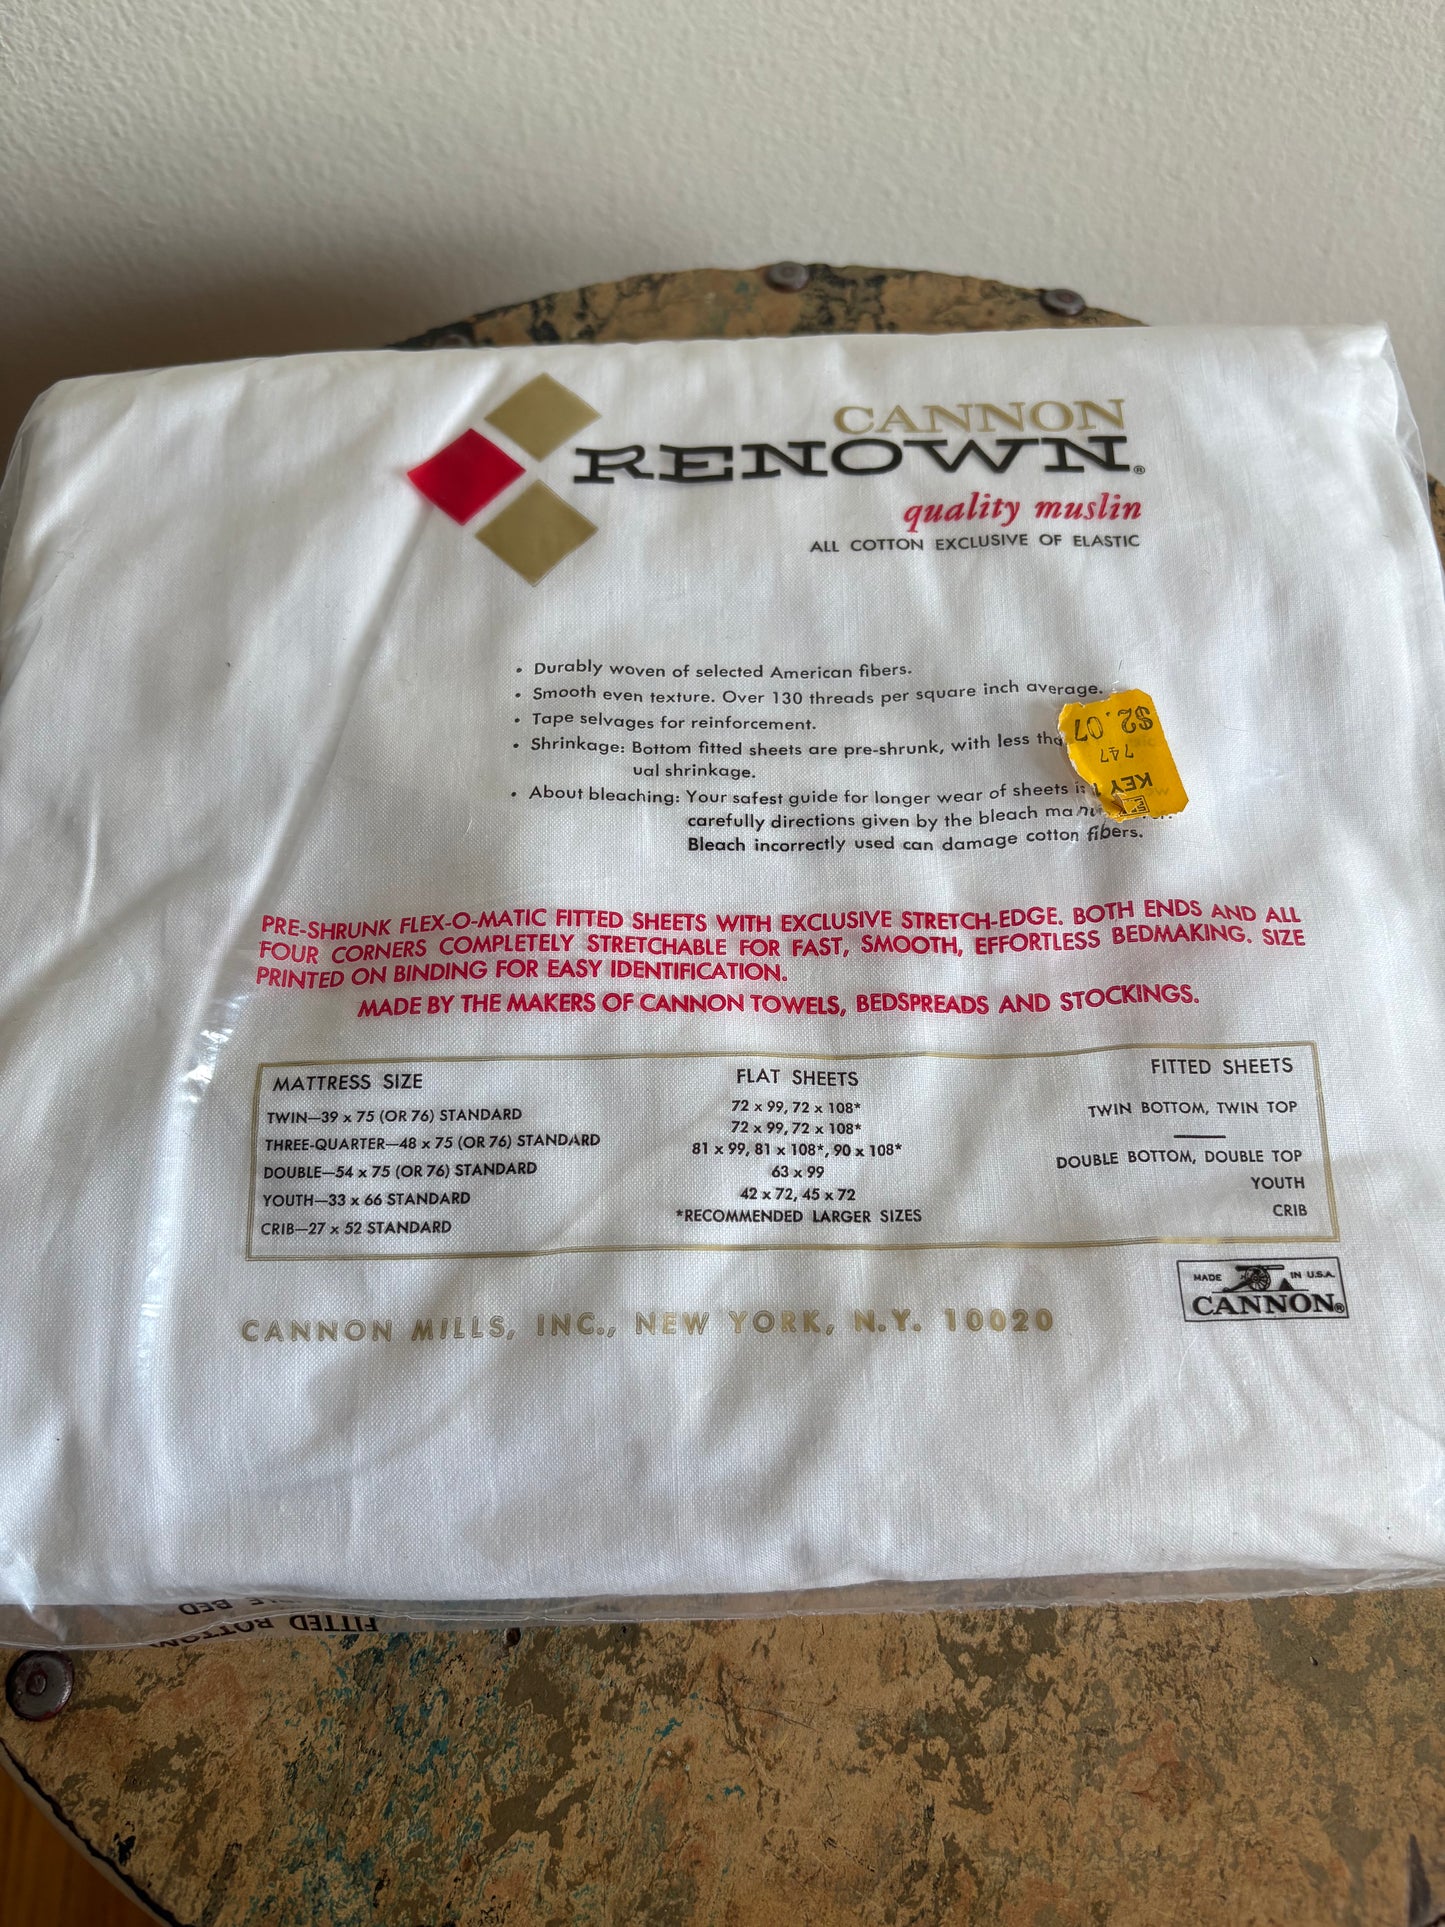 CANNON
RENOWN®
quality muslin
ALL COTTON EXCLUSIVE OF ELASTIC
• Durably woven of selected American fibers.
• Smooth even texture. Over 130 threads per square inch average.
• Tape selvages for reinforcement.
• Shrinkage: Bottom fitted sheets are pre-shrunk, with less
ual shrinkage.
• About bleaching: Your safest guide for longer wear of sheets
carefully directions given by the bleach
Bleach incorrectly used can damage cotton fibers.
$2.07
747
KEY
PRE-SHRUNK FLEX-O-MATIC FITTED SHEETS WITH EXCLUSIVE STRETCH-EDGE. BOTH ENDS AND ALL
FOUR CORNERS COMPLETELY STRETCHABLE FOR FAST, SMOOTH, EFFORTLESS BEDMAKING. SIZE
PRINTED ON BINDING FOR EASY IDENTIFICATION.
MADE BY THE MAKERS OF CANNON TOWELS, BEDSPREADS AND STOCKINGS.
MATTRESS SIZE FLAT SHEETS FITTED SHEETS
TWIN—39 x 75 (OR 76) STANDARD 72 x 99, 72 x 108* TWIN BOTTOM, TWIN TOP
THREE-QUARTER—48 x 75 (OR 76) STANDARD 72 x 99, 72 x 108* ——
DOUBLE—54 x 75 (OR 76) STANDARD 81 x 99, 81 x 108*, 90 x 108* DOUBLE BOTTOM, DOUBLE TOP
YOUTH—33 x 66 STANDARD 63 x 99 YOUTH
CRIB—27 x 52 STANDARD 42 x 72, 45 x 72 CRIB
*RECOMMENDED LARGER SIZES
MADE IN U.S.A.
CANNON®
CANNON MILLS, INC., NEW YORK, N.Y. 10020
FITTED BOTTOM
BED